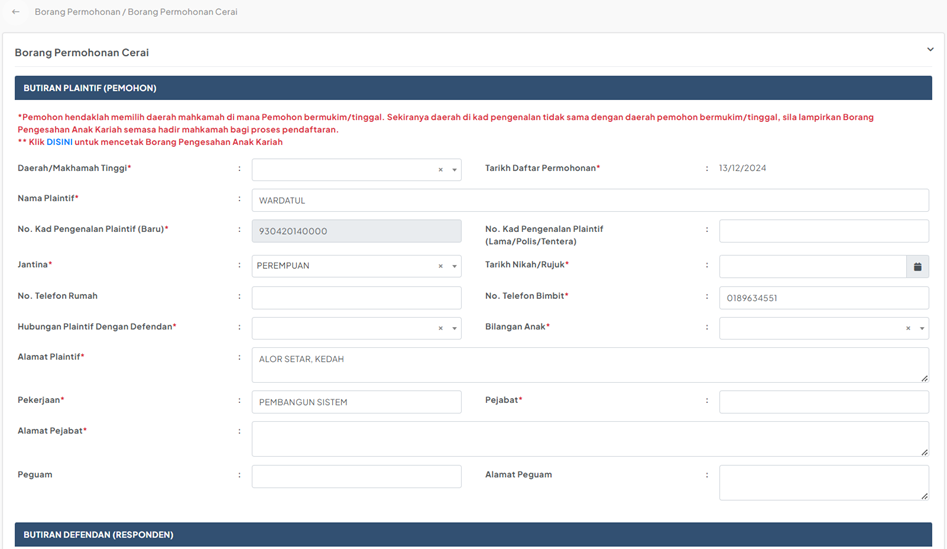 Borang Permohonan / Borang Permohonan Cerai
Borang Permohonan Cerai
BUTIRAN PLAINTIF (PEMOHON)
*Pemohon hendaklah memilih daerah mahkamah di mana Pemohon bermukim/tinggal. Sekiranya daerah di kad pengenalan tidak sama dengan daerah pemohon bermukim/tinggal, sila lampirkan Borang
Pengesahan Anak Kariah semasa hadir mahkamah bagi proses pendaftaran.
** Klik DISINI untuk mencetak Borang Pengesahan Anak Kariah
Daerah/Makhamah Tinggi* : × Tarikh Daftar Permohonan* : 13/12/2024
Nama Plaintif* : WARDATUL
No. Kad Pengenalan Plaintif (Baru)* : 930420140000 No. Kad Pengenalan Plaintif :
(Lama/Polis/Tentera)
Jantina* : PEREMPUAN × Tarikh Nikah/Rujuk* :
No. Telefon Rumah : No. Telefon Bimbit* : 0189634551
Hubungan Plaintif Dengan Defendan* : × Bilangan Anak* : ×
Alamat Plaintif* : ALOR SETAR, KEDAH
Pekerjaan* : PEMBANGUN SISTEM Pejabat* :
Alamat Pejabat* :
Peguam : Alamat Peguam :
BUTIRAN DEFENDAN (RESPONDEN)